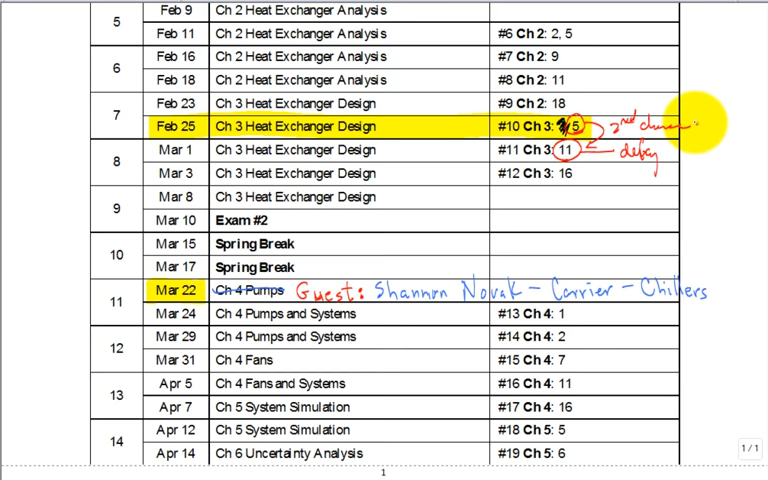 Feb 9 Ch 2 Heat Exchanger Analysis
5
Feb 11 Ch 2 Heat Exchanger Analysis #6 Ch 2: 2, 5
Feb 16 Ch 2 Heat Exchanger Analysis #7 Ch 2: 9
6
Feb 18 Ch 2 Heat Exchanger Analysis #8 Ch 2: 11
Feb 23 Ch 3 Heat Exchanger Design #9 Ch 2: 18
7
Feb 25 Ch 3 Heat Exchanger Design #10 Ch 3: 5 2nd
Mar 1 Ch 3 Heat Exchanger Design #11 Ch 3: 11 delay
8
Mar 3 Ch 3 Heat Exchanger Design #12 Ch 3: 16
Mar 8 Ch 3 Heat Exchanger Design
9
Mar 10 Exam #2
Mar 15 Spring Break
10
Mar 17 Spring Break
Mar 22 Ch 4 Pumps Guest: Shannon Novak - Carrier - Chillers
11
Mar 24 Ch 4 Pumps and Systems #13 Ch 4: 1
Mar 29 Ch 4 Pumps and Systems #14 Ch 4: 2
12
Mar 31 Ch 4 Fans #15 Ch 4: 7
Apr 5 Ch 4 Fans and Systems #16 Ch 4: 11
13
Apr 7 Ch 5 System Simulation #17 Ch 4: 16
Apr 12 Ch 5 System Simulation #18 Ch 5: 5
14
Apr 14 Ch 6 Uncertainty Analysis #19 Ch 5: 6
1 / 1
1